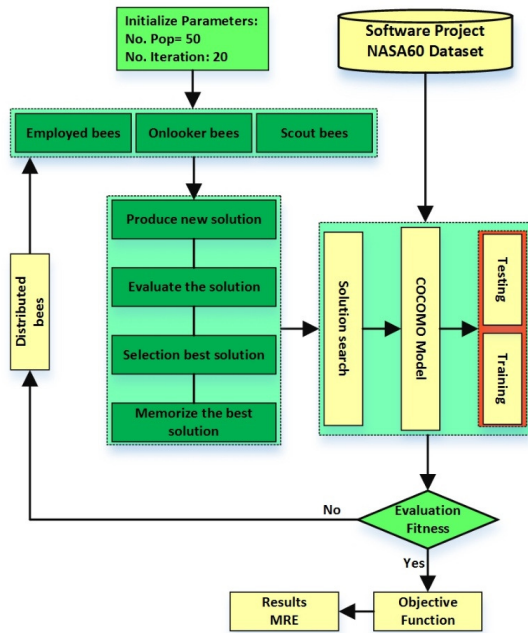 Initialize Parameters:
No. Pop= 50
No. Iteration: 20
Software Project
NASA60 Dataset
Employed bees
Onlooker bees
Scout bees
Produce new solution
Evaluate the solution
Selection best solution
Memorize the best
solution
Distributed
bees
Solution
search
COCOMO
Model
Testing
Training
No
Evaluation
Fitness
Yes
Results
MRE
Objective
Function